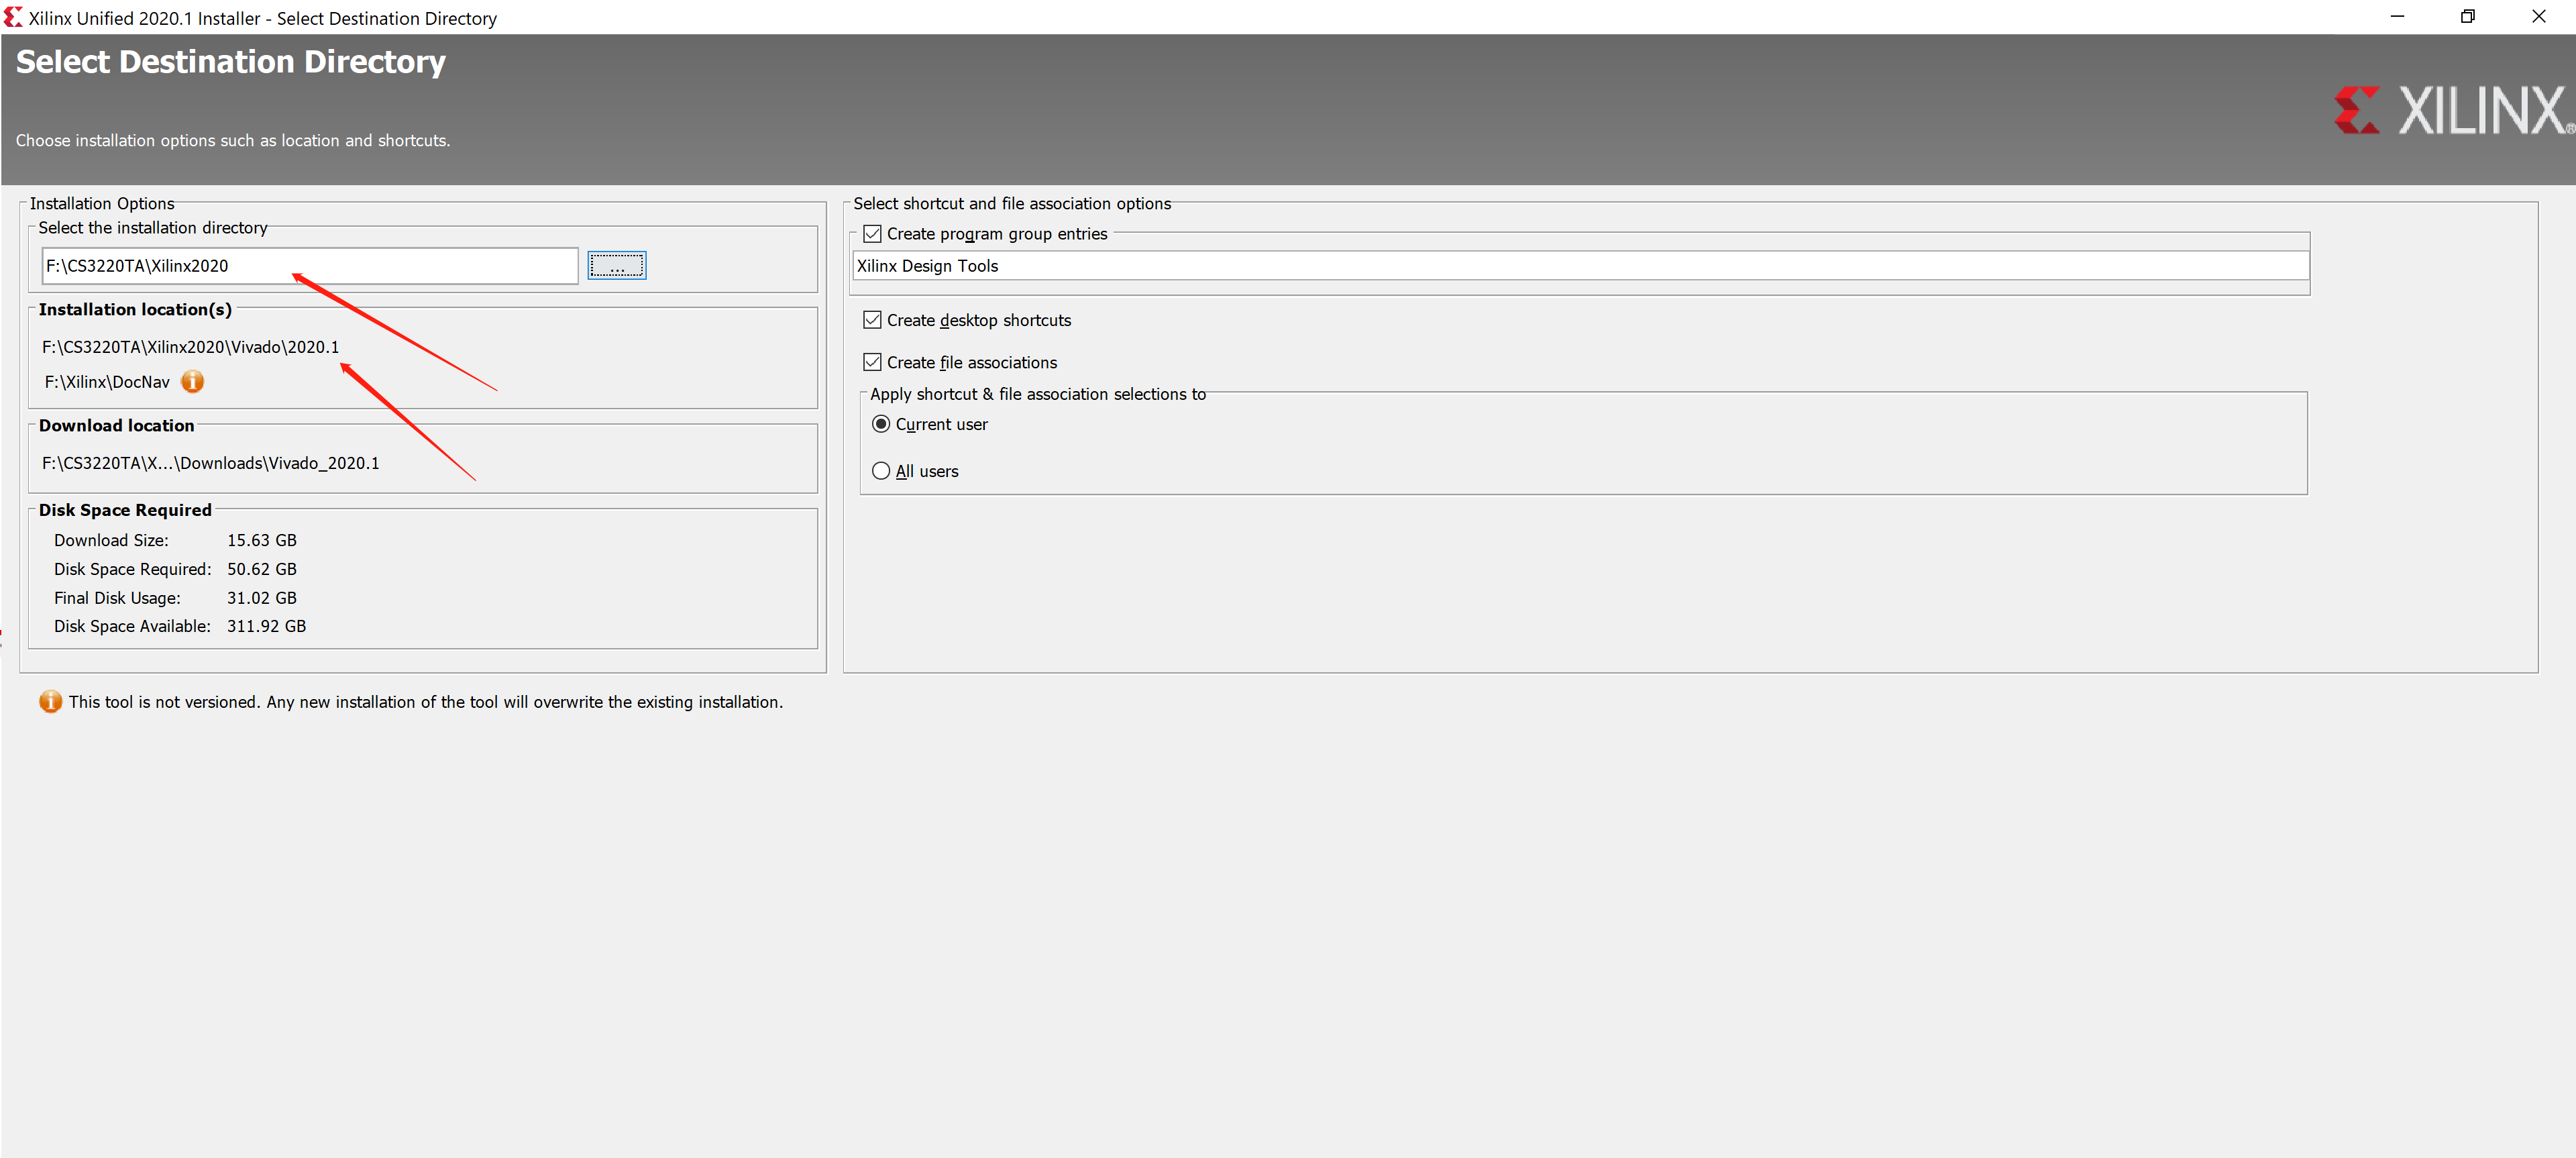 Xilinx Unified 2020.1 Installer - Select Destination Directory
Select Destination Directory
Choose installation options such as location and shortcuts.
XILINX®
Installation Options
Select the installation directory
F:\CS3220TA\Xilinx2020
...
Installation location(s)
F:\CS3220TA\Xilinx2020\Vivado\2020.1
F:\Xilinx\DocNav
Download location
F:\CS3220TA\X...\Downloads\Vivado_2020.1
Disk Space Required
Download Size: 15.63 GB
Disk Space Required: 50.62 GB
Final Disk Usage: 31.02 GB
Disk Space Available: 311.92 GB
Select shortcut and file association options
Create program group entries
Xilinx Design Tools
Create desktop shortcuts
Create file associations
Apply shortcut & file association selections to
Current user
All users
This tool is not versioned. Any new installation of the tool will overwrite the existing installation.